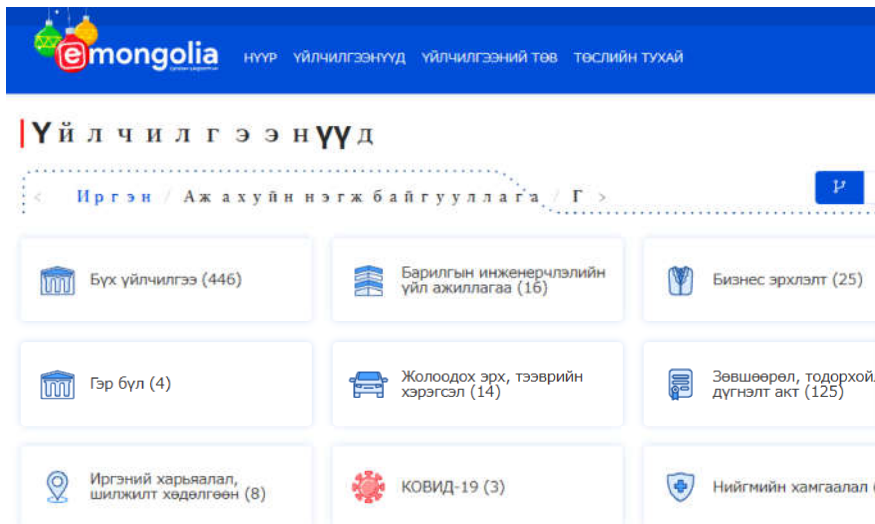 emongolia
НҮҮР ҮЙЛЧИЛГЭЭНҮҮД ҮЙЛЧИЛГЭЭНИЙ ТӨВ ТӨСЛИЙН ТУХАЙ
Үйлчилгээнүүд
< Иргэн / Аж ахуйн нэгж байгууллага / Г >
Бүх үйлчилгээ (446)
Барилгын инженерчлэлийн
үйл ажиллагаа (16)
Бизнес эрхлэлт (25)
Гэр бүл (4)
Жолоодох эрх, тээврийн
хэрэгсэл (14)
Зөвшөөрөл, тодорхой
дүгнэлт акт (125)
Иргэний харьяалал,
шилжилт хөдөлгөөн (8)
КОВИД-19 (3)
Нийгмийн хамгаалал (